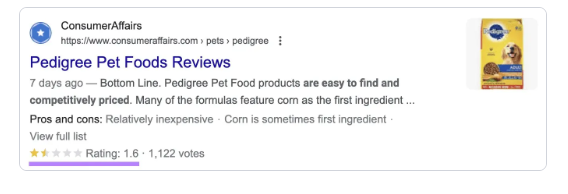 ConsumerAffairs
https://www.consumeraffairs.com › pets › pedigree
Pedigree Pet Foods Reviews
7 days ago — Bottom Line. Pedigree Pet Food products are easy to find and
competitively priced. Many of the formulas feature corn as the first ingredient ...
Pros and cons: Relatively inexpensive · Corn is sometimes first ingredient ·
View full list
Rating: 1.6 · 1,122 votes
Pedigree